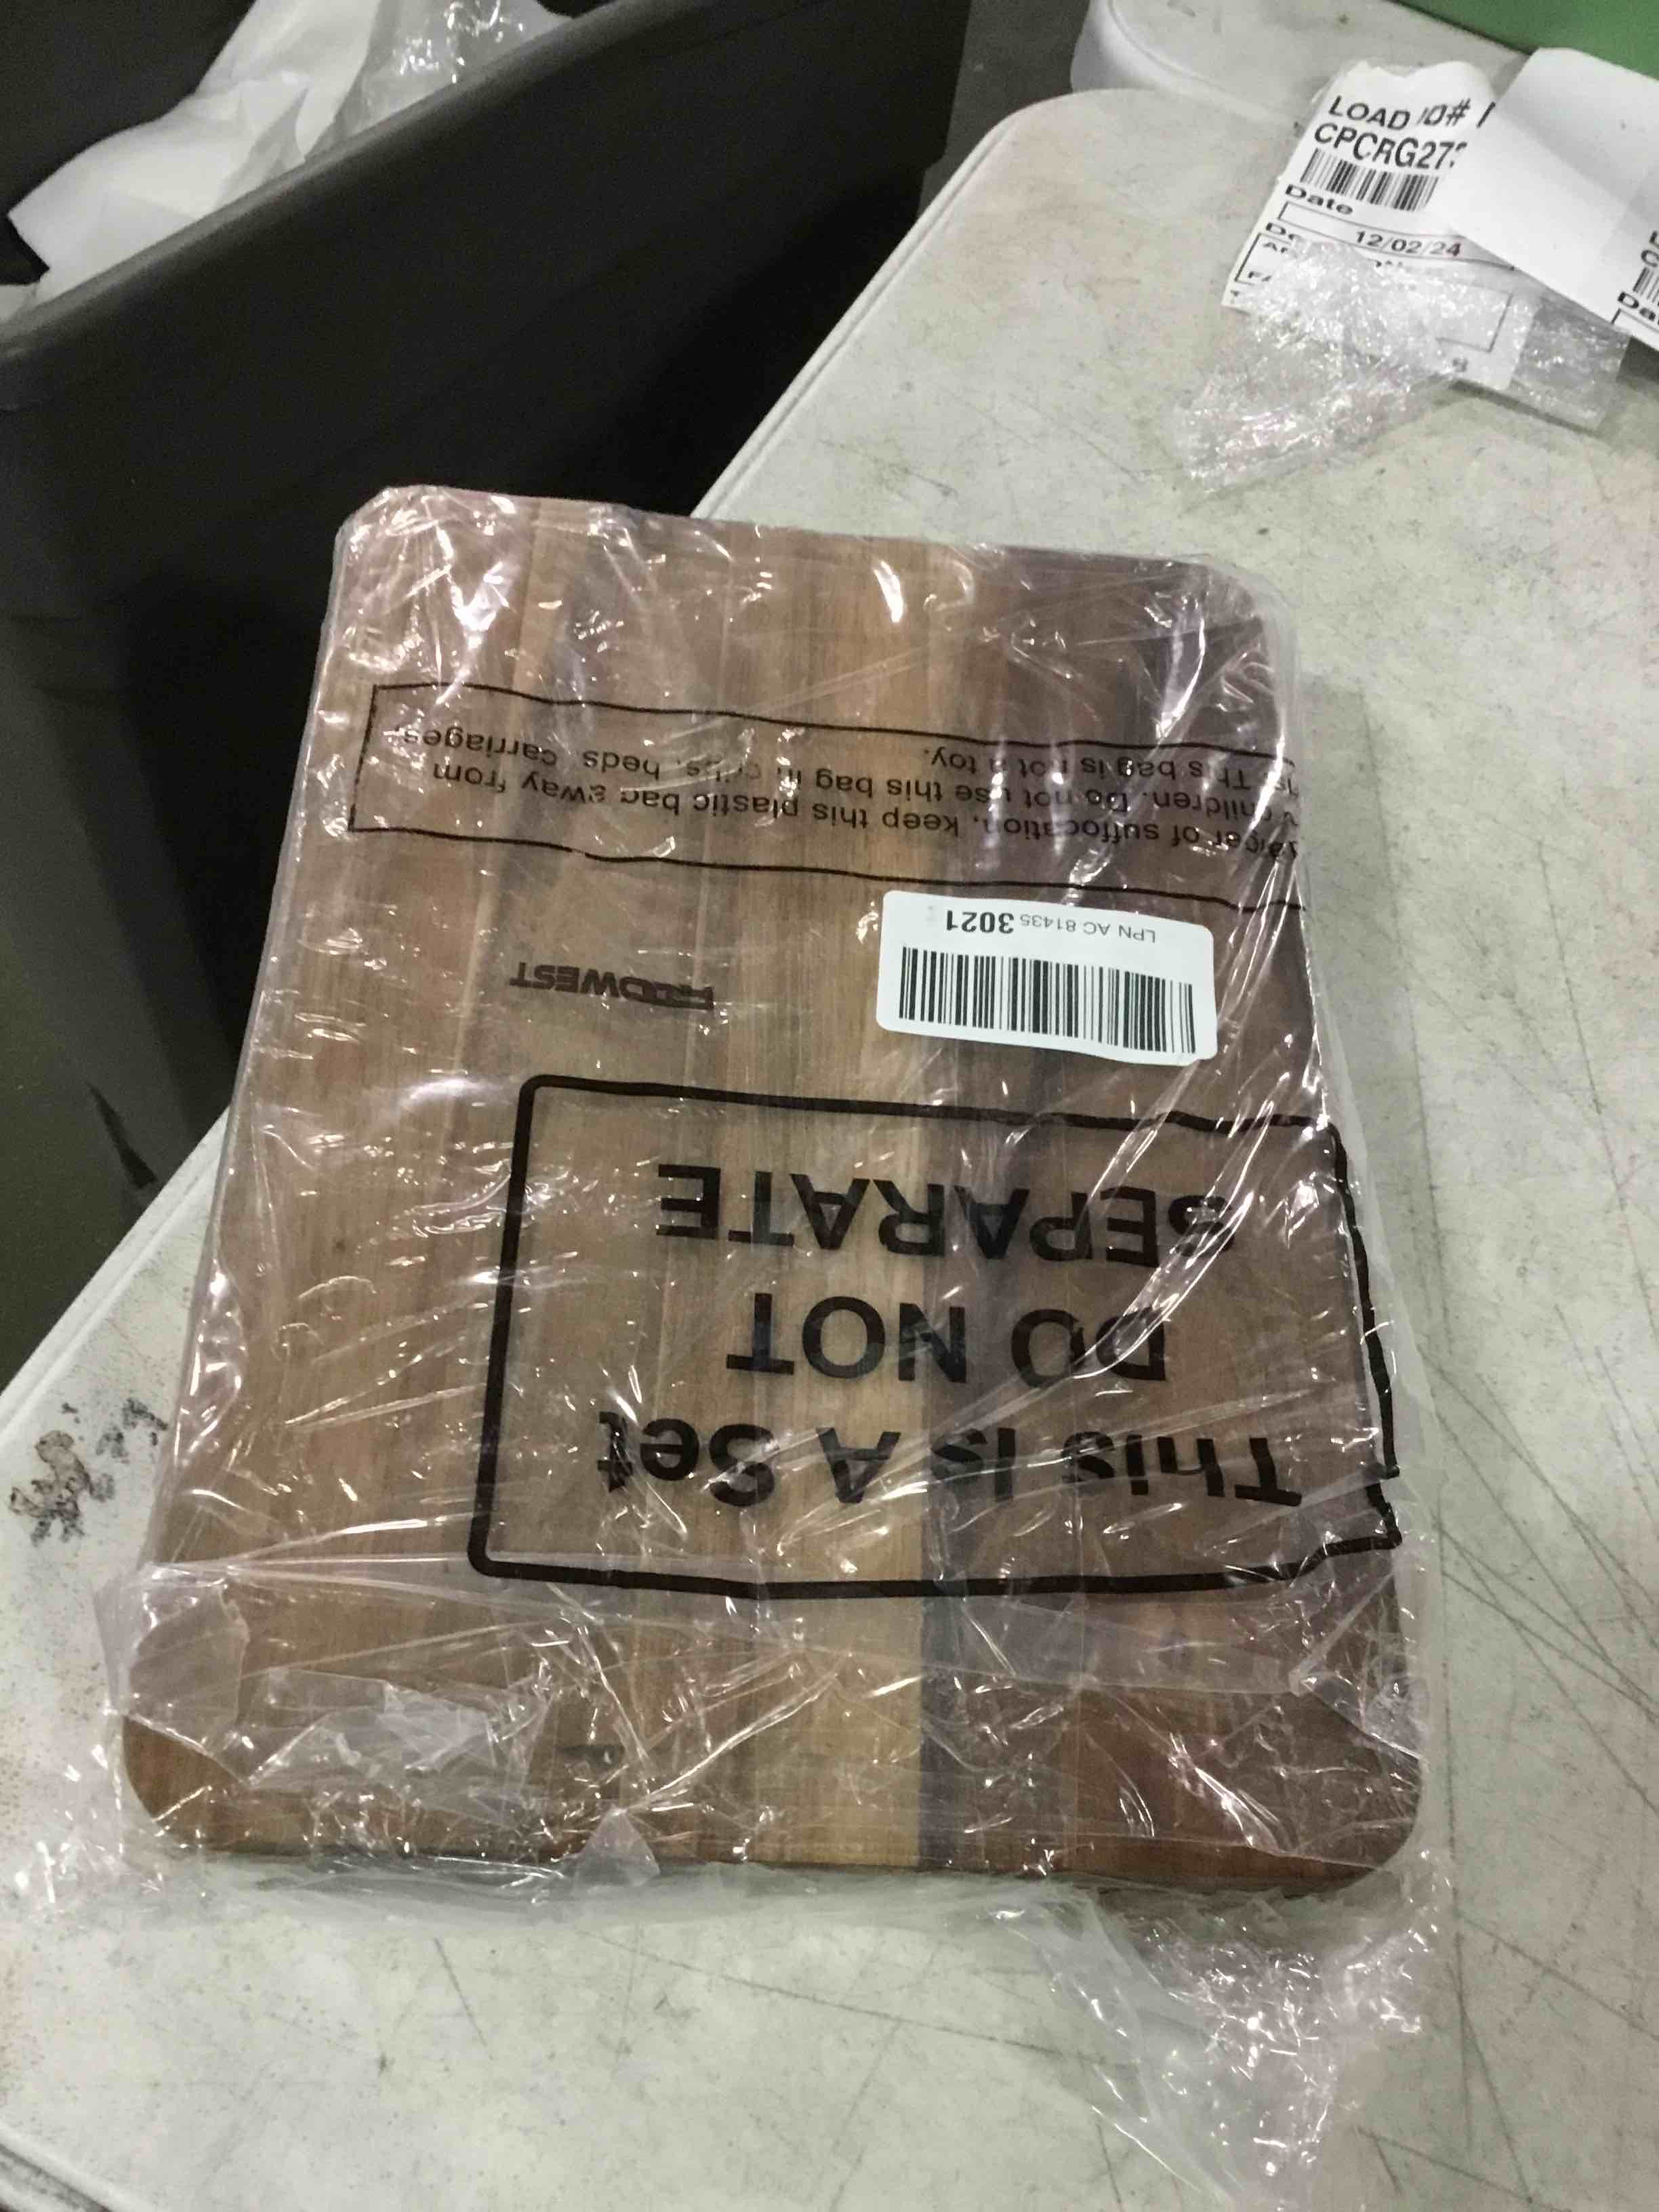 LOAD ID#
CPCRG27
Date
12/02/24
This is A Set
DO NOT
SEPARATE
LPN AC 81435 3021
of suffocation, keep this plastic bag away from
children. Do not use this bag in cribs, beds, carriages
This bag is not a toy.